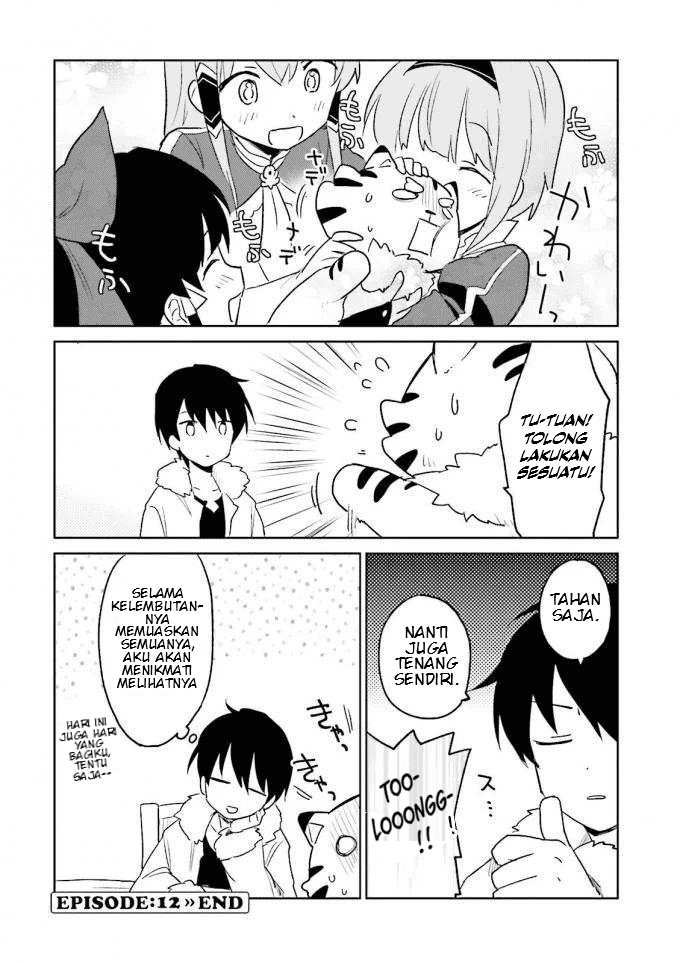 もふ
もふ
かわいーっ
ナデ
ナデ
もふ
もふ
TU-TUAN!
TOLONG
LAKUKAN
SESUATU!
TAHAN
SAJA.
NANTI
JUGA
TENANG
SENDIRI.
ス…
TOO-
LOOONGG-
!!
SELAMA
KELEMBUTAN-
NYA
MEMUASKAN
SEMUANYA,
AKU AKAN
MENIKMATI
MELIHATNYA
きゃっ
きゃっ
HARI INI
JUGA HARI
YANG
BAGIKU,
TENTU
SAJA--
EPISODE:12 » END